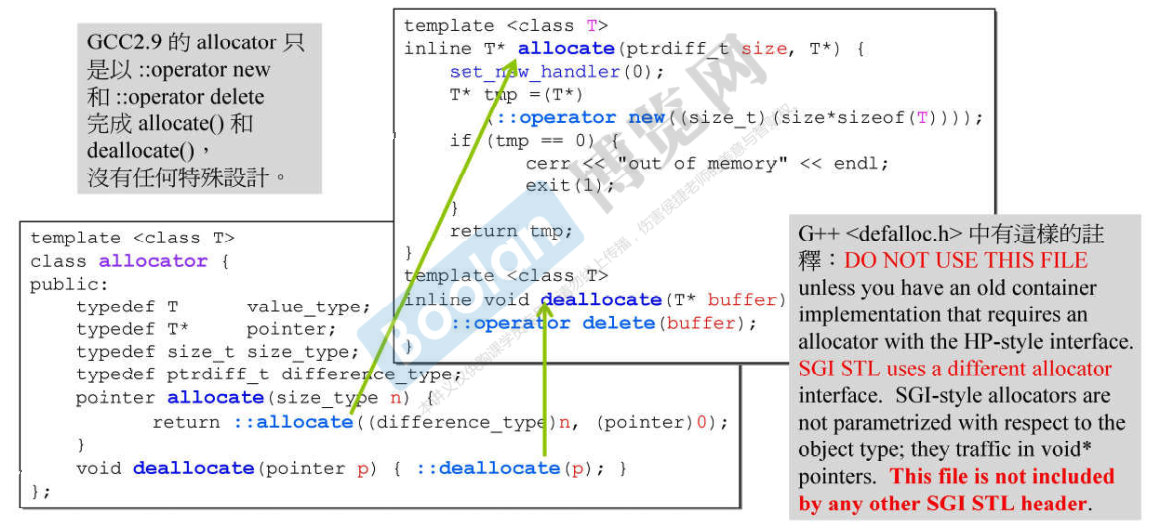 GCC2.9 的 allocator 只
是以 ::operator new
和 ::operator delete
完成 allocate() 和
deallocate()，
沒有任何特殊設計。
template <class T>
inline T* allocate(ptrdiff_t size, T*) {
set_new_handler(0);
T* tmp =(T*)
(::operator new((size_t)(size*sizeof(T))));
if (tmp == 0) {
cerr << "out of memory" << endl;
exit(1);
}
return tmp;
}
template <class T>
inline void deallocate(T* buffer)
::operator delete(buffer);
}
template <class T>
class allocator {
public:
typedef T value_type;
typedef T* pointer;
typedef size_t size_type;
typedef ptrdiff_t difference_type;
pointer allocate(size_type n) {
return ::allocate((difference_type)n, (pointer)0);
}
void deallocate(pointer p) { ::deallocate(p); }
};
G++ <defalloc.h> 中有這樣的註
釋：DO NOT USE THIS FILE
unless you have an old container
implementation that requires an
allocator with the HP-style interface.
SGI STL uses a different allocator
interface. SGI-style allocators are
not parametrized with respect to the
object type; they traffic in void*
pointers. This file is not included
by any other SGI STL header.
Boolan 博览网